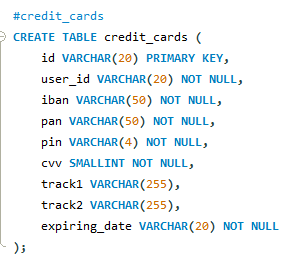 #credit_cards
CREATE TABLE credit_cards (
id VARCHAR(20) PRIMARY KEY,
user_id VARCHAR(20) NOT NULL,
iban VARCHAR(50) NOT NULL,
pan VARCHAR(50) NOT NULL,
pin VARCHAR(4) NOT NULL,
cvv SMALLINT NOT NULL,
track1 VARCHAR(255),
track2 VARCHAR(255),
expiring_date VARCHAR(20) NOT NULL
);